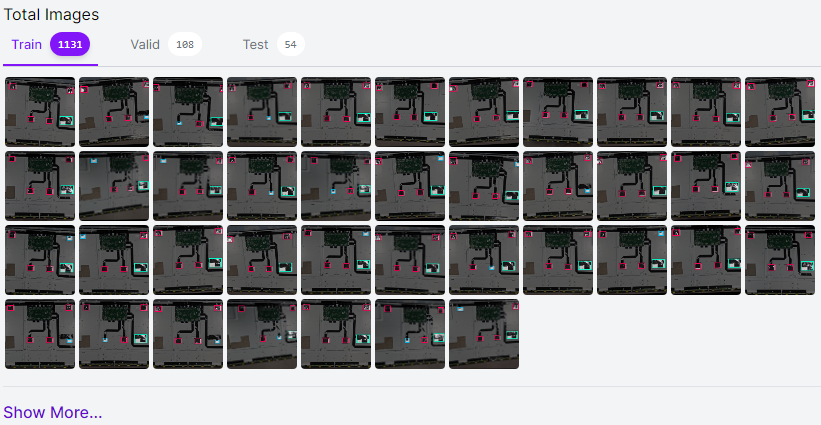 Total Images
Train 1131 Valid 108 Test 54
Show More...